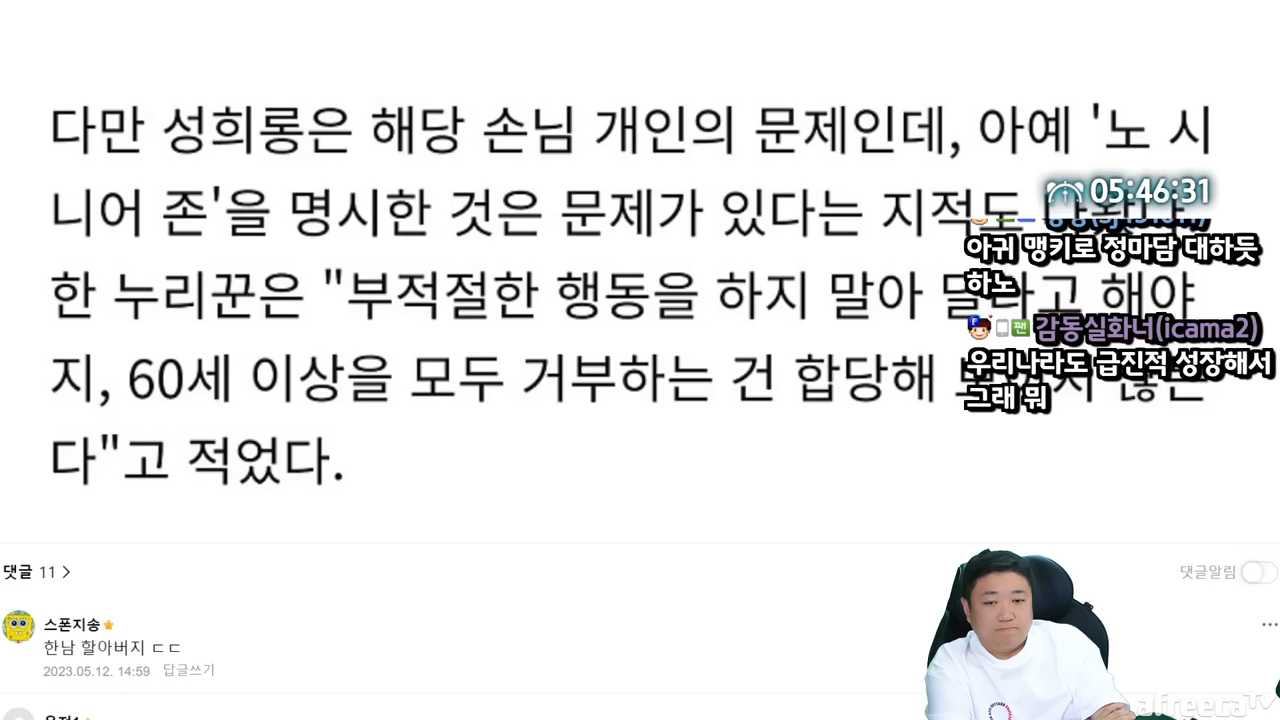 다만 성희롱은 해당 손님 개인의 문제인데, 아예 '노 시
니어 존'을 명시한 것은 문제가 있다는 지적도
한 누리꾼은 "부적절한 행동을 하지 말아 달라고 해야
지, 60세 이상을 모두 거부하는 건 합당해
다"고 적었다.
05:46:31
아귀 맹키로 정마담 대하듯
하노
팬 감동실화너(icama2)
우리나라도 급진적 성장해서
그래 뭐
댓글 11 >
댓글알림
스폰지송
한남 할아버지 ㄷㄷ
2023.05.12. 14:59 답글쓰기
afreecaTV